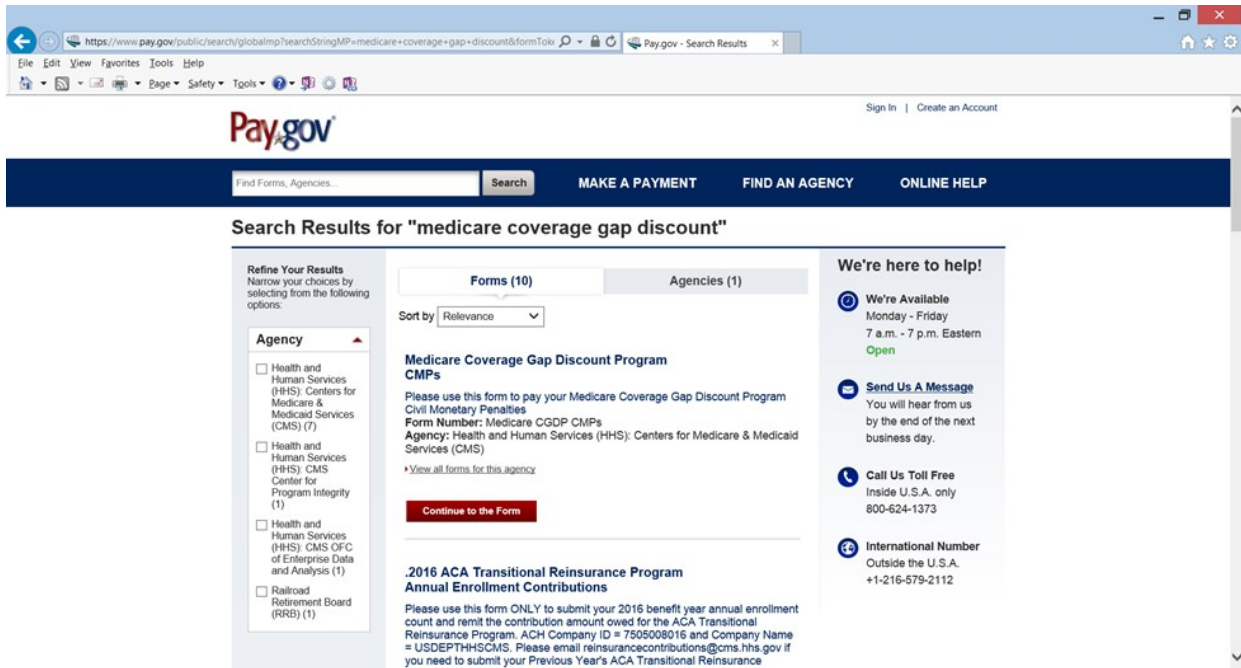 https://www.pay.gov/public/search/globalmp?searchStringMP=medicare+coverage+gap+discount&formToke
Pay.gov - Search Results
File Edit View Favorites Tools Help
Page Safety Tools
Sign In | Create an Account
Pay.gov
Find Forms, Agencies...
Search
MAKE A PAYMENT
FIND AN AGENCY
ONLINE HELP
Search Results for "medicare coverage gap discount"
Refine Your Results
Narrow your choices by
selecting from the following
options:
Agency
Health and
Human Services
(HHS): Centers for
Medicare &
Medicaid Services
(CMS) (7)
Health and
Human Services
(HHS): CMS
Center for
Program Integrity
(1)
Health and
Human Services
(HHS): CMS OFC
of Enterprise Data
and Analysis (1)
Railroad
Retirement Board
(RRB) (1)
Forms (10)
Agencies (1)
Sort by Relevance
Medicare Coverage Gap Discount Program
CMPs
Please use this form to pay your Medicare Coverage Gap Discount Program
Civil Monetary Penalties
Form Number: Medicare CGDP CMPs
Agency: Health and Human Services (HHS): Centers for Medicare & Medicaid
Services (CMS)
View all forms for this agency
Continue to the Form
.2016 ACA Transitional Reinsurance Program
Annual Enrollment Contributions
Please use this form ONLY to submit your 2016 benefit year annual enrollment
count and remit the contribution amount owed for the ACA Transitional
Reinsurance Program. ACH Company ID = 7505008016 and Company Name
= USDEPTHHSCMS. Please email reinsurancecontributions@cms.hhs.gov if
you need to submit your Previous Year's ACA Transitional Reinsurance
We're here to help!
We're Available
Monday - Friday
7 a.m. - 7 p.m. Eastern
Open
Send Us A Message
You will hear from us
by the end of the next
business day.
Call Us Toll Free
Inside U.S.A. only
800-624-1373
International Number
Outside the U.S.A.
+1-216-579-2112